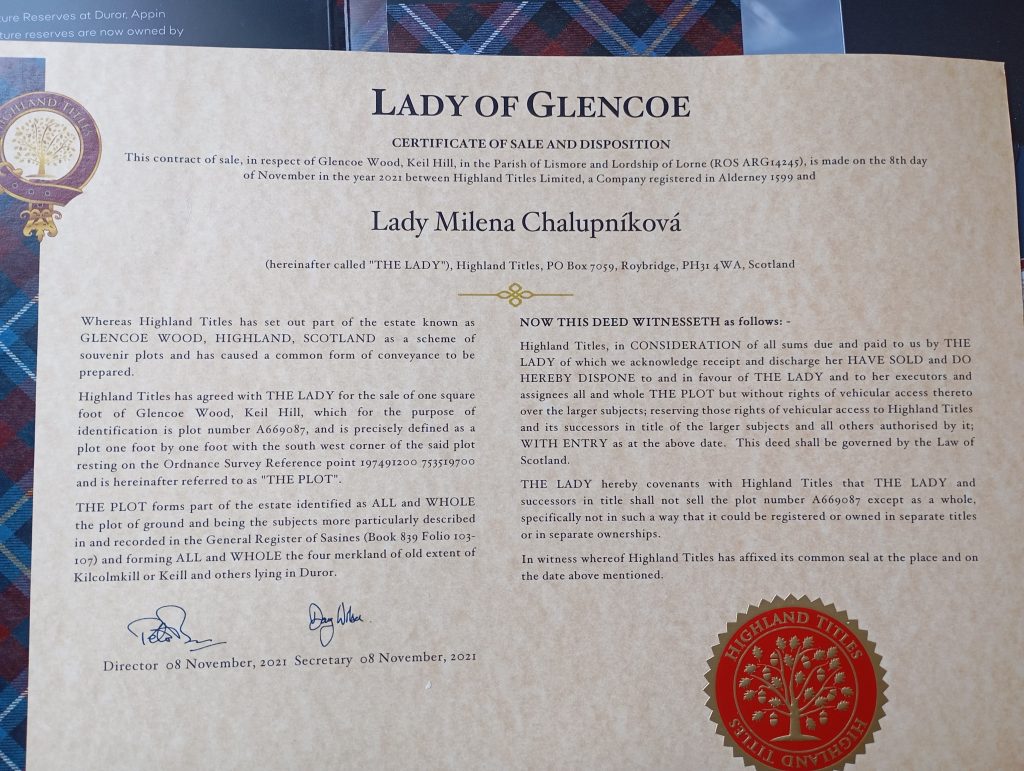 ture Reserves at Duror, Appin
ture reserves are now owned by
HIGHLAND TITLES
LADY OF GLENCOE
CERTIFICATE OF SALE AND DISPOSITION
This contract of sale, in respect of Glencoe Wood, Keil Hill, in the Parish of Lismore and Lordship of Lorne (ROS ARG14245), is made on the 8th day
of November in the year 2021 between Highland Titles Limited, a Company registered in Alderney 1599 and
Lady Milena Chalupníková
(hereinafter called "THE LADY"), Highland Titles, PO Box 7059, Roybridge, PH31 4WA, Scotland
Whereas Highland Titles has set out part of the estate known as
GLENCOE WOOD, HIGHLAND, SCOTLAND as a scheme of
souvenir plots and has caused a common form of conveyance to be
prepared.
Highland Titles has agreed with THE LADY for the sale of one square
foot of Glencoe Wood, Keil Hill, which for the purpose of
identification is plot number A669087, and is precisely defined as a
plot one foot by one foot with the south west corner of the said plot
resting on the Ordnance Survey Reference point 197491200 753519700
and is hereinafter referred to as "THE PLOT".
THE PLOT forms part of the estate identified as ALL and WHOLE
the plot of ground and being the subjects more particularly described
in and recorded in the General Register of Sasines (Book 839 Folio 103-
107) and forming ALL and WHOLE the four merkland of old extent of
Kilcolmkill or Keill and others lying in Duror.
Director 08 November, 2021 Secretary 08 November, 2021
NOW THIS DEED WITNESSETH as follows: -
Highland Titles, in CONSIDERATION of all sums due and paid to us by THE
LADY of which we acknowledge receipt and discharge her HAVE SOLD and DO
HEREBY DISPONE to and in favour of THE LADY and to her executors and
assignees all and whole THE PLOT but without rights of vehicular access thereto
over the larger subjects; reserving those rights of vehicular access to Highland Titles
and its successors in title of the larger subjects and all others authorised by it;
WITH ENTRY as at the above date. This deed shall be governed by the Law of
Scotland.
THE LADY hereby covenants with Highland Titles that THE LADY and
successors in title shall not sell the plot number A669087 except as a whole,
specifically not in such a way that it could be registered or owned in separate titles
or in separate ownerships.
In witness whereof Highland Titles has affixed its common seal at the place and on
the date above mentioned.
HIGHLAND TITLES
HIGHLAND TITLES